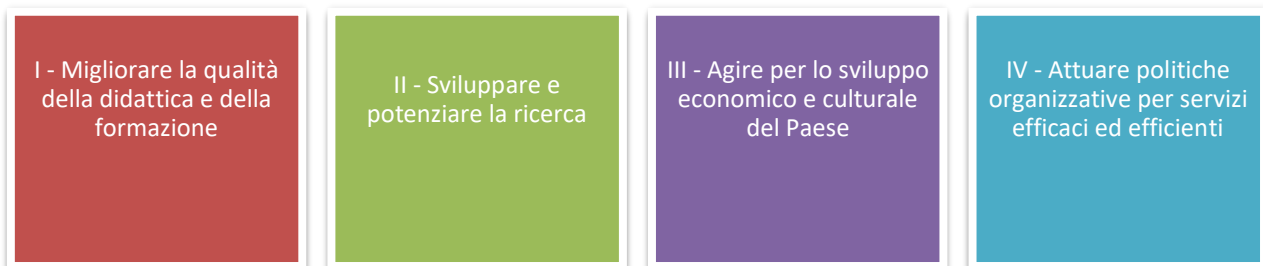 I - Migliorare la qualità
della didattica e della
formazione
II - Sviluppare e
potenziare la ricerca
III - Agire per lo sviluppo
economico e culturale
del Paese
IV - Attuare politiche
organizzative per servizi
efficaci ed efficienti